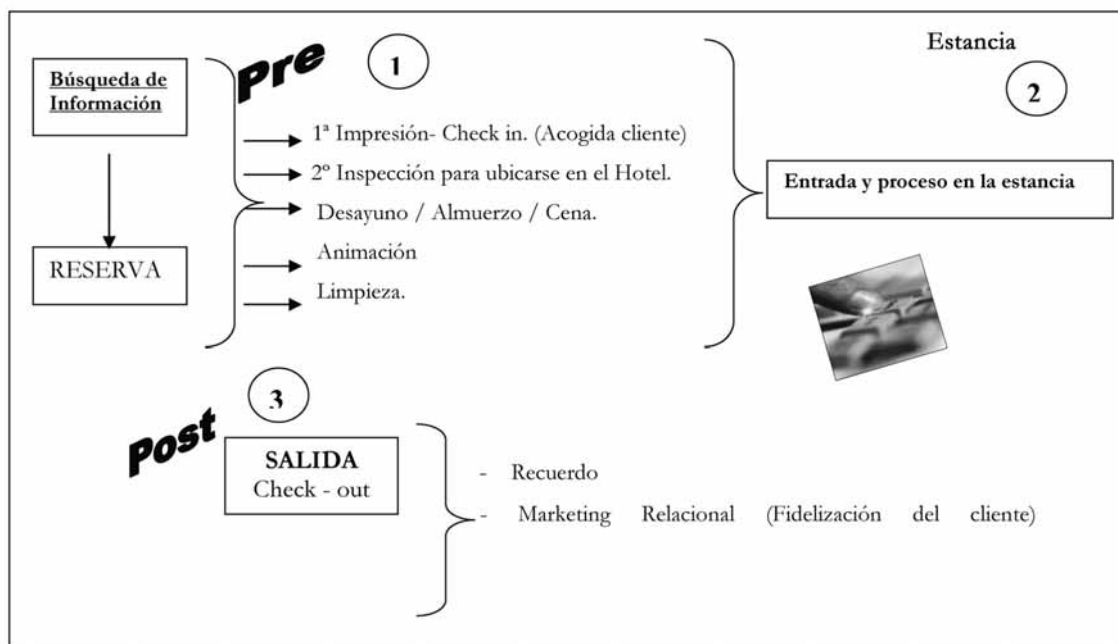 Pre
1
Estancia
2
Búsqueda de
Información
1ª Impresión- Check in. (Acogida cliente)
2º Inspección para ubicarse en el Hotel.
Desayuno / Almuerzo / Cena.
Animación
Limpieza.
RESERVA
Entrada y proceso en la estancia
Post
3
SALIDA
Check - out
- Recuerdo
- Marketing Relacional (Fidelización del cliente)